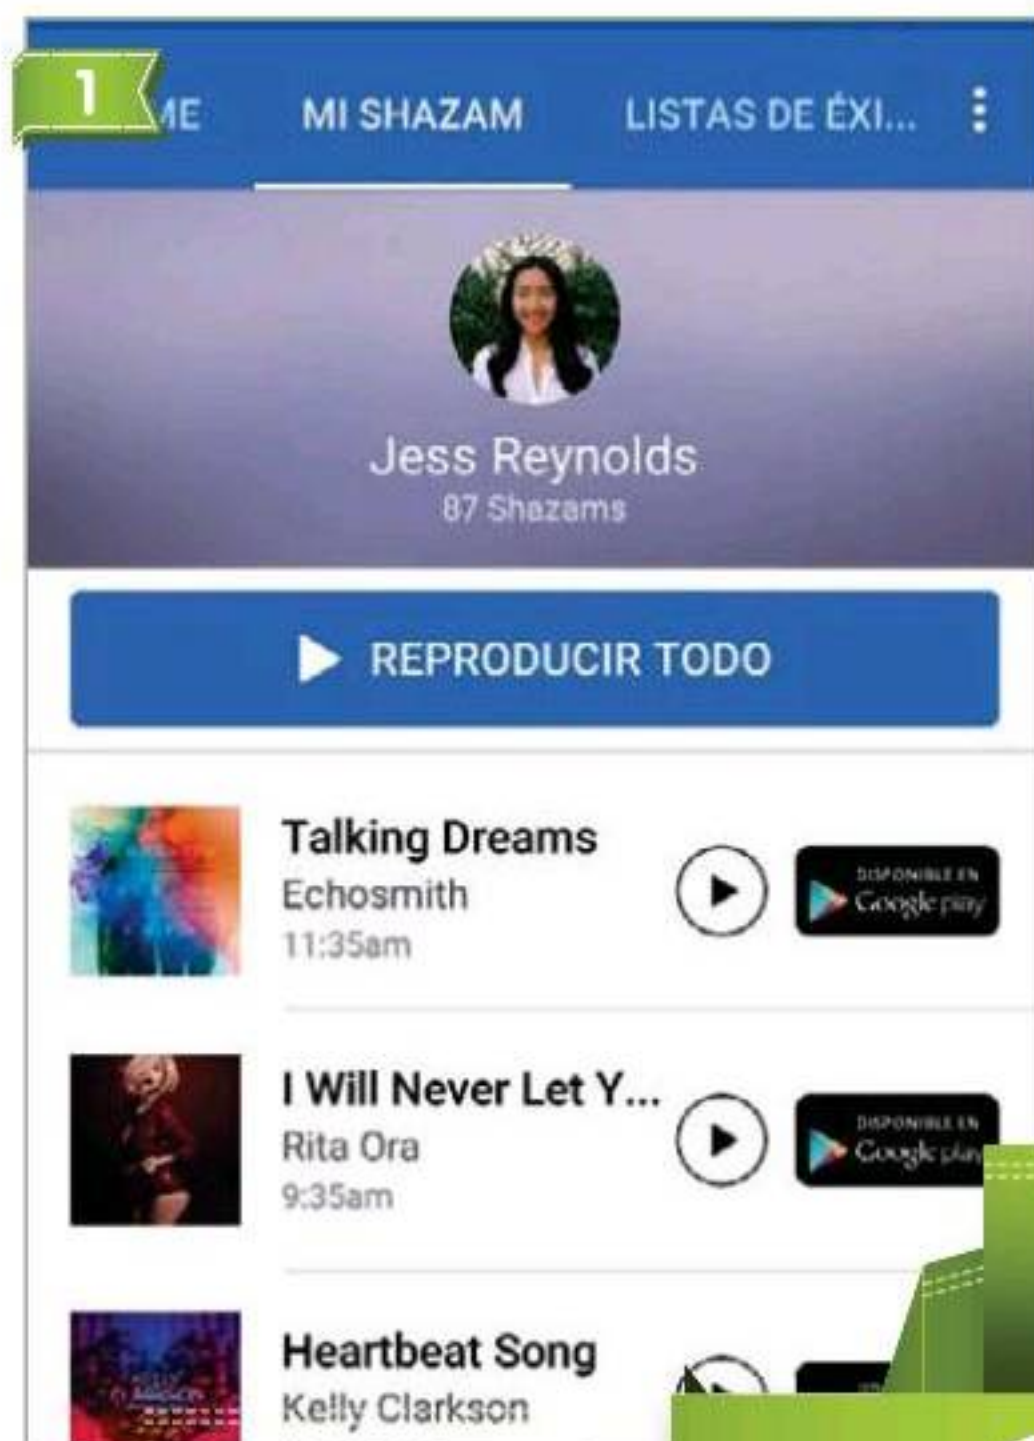 1
ME
MI SHAZAM
LISTAS DE ÉXI...
Jess Reynolds
87 Shazams
REPRODUCIR TODO
Talking Dreams
Echosmith
11:35am
DISPONIBLE EN
Google play
I Will Never Let Y...
Rita Ora
9:35am
DISPONIBLE EN
Google play
Heartbeat Song
Kelly Clarkson